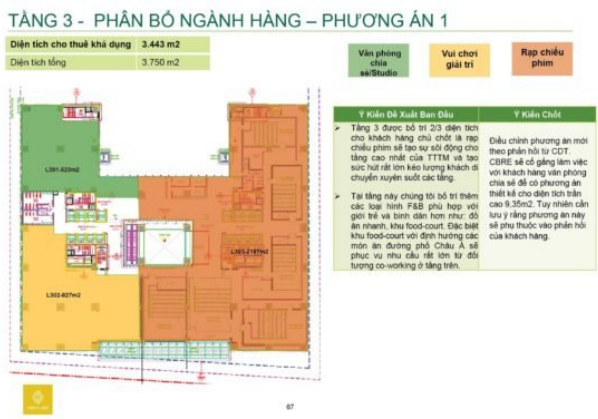 TẦNG 3 - PHÂN BỔ NGÀNH HÀNG – PHƯƠNG ÁN 1
Diện tích cho thuê khả dụng 3.443 m2
Diện tích tổng 3.750 m2
Văn phòng
chia
sẻ/Studio
Vui chơi
giải trí
Rạp chiếu
phim
L301-520m2
L302-827m2
Ý Kiến Đề Xuất Ban Đầu
Tầng 3 được bố trí 2/3 diện tích
cho khách hàng chủ chốt là rạp
chiếu phim sẽ tạo sự sôi động cho
tầng cao nhất của TTTM và tạo
sức hút rất lớn kéo lượng khách di
chuyển xuyên suốt các tầng.
Tại tầng này chúng tôi bố trí thêm
các loại hình F&B phù hợp với
giới trẻ và bình dân hơn như: đồ
ăn nhanh, khu food-court. Đặc biệt
khu food-court với định hướng các
món ăn đường phố Châu Á sẽ
phục vụ nhu cầu rất lớn từ đối
tượng co-working ở tầng trên.
Ý Kiến Chốt
Điều chỉnh phương án mới
theo phản hồi từ CDT.
CBRE sẽ cố gắng làm việc
với khách hàng văn phòng
chia sẻ để có phương án
thiết kế cho diện tích trần
cao 9,35m2. Tuy nhiên cần
lưu ý rằng phương án này
sẽ phụ thuộc vào phản hồi
của khách hàng.
67